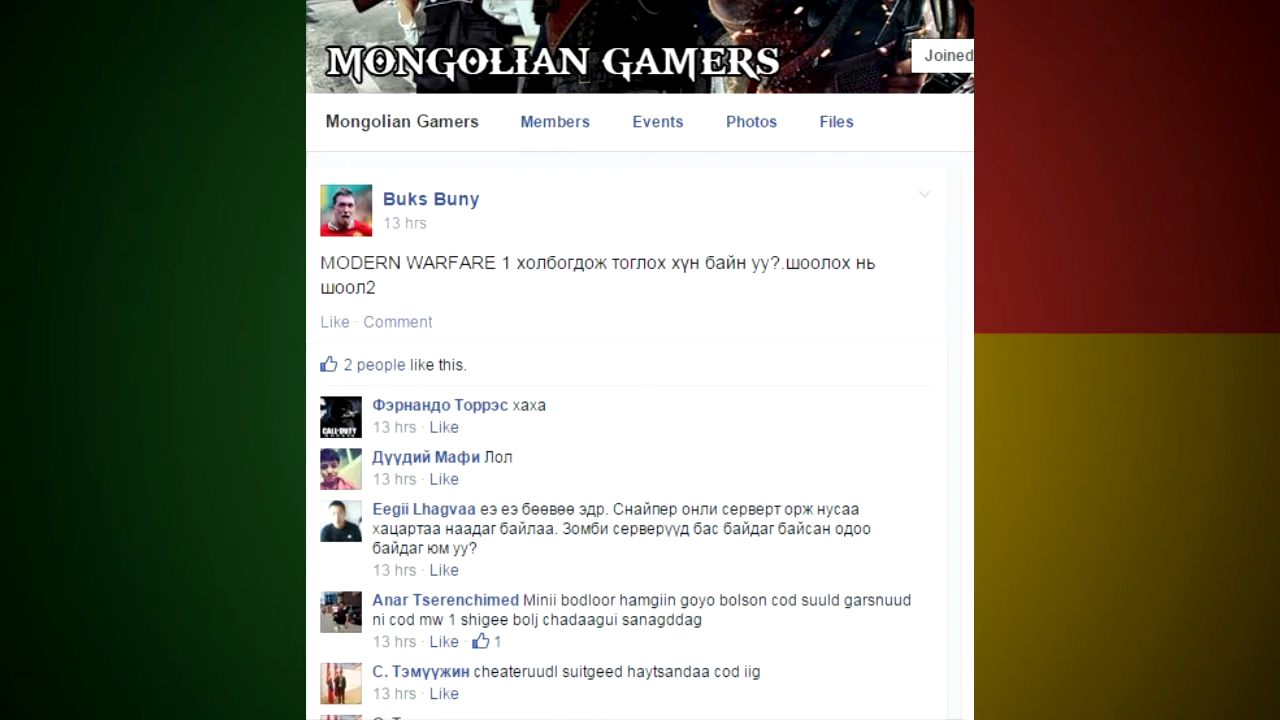 MONGOLIAN GAMERS
Joined
Mongolian Gamers Members Events Photos Files
Buks Buny
13 hrs
MODERN WARFARE 1 холбогдож тоглох хүн байн уу?.шоолох нь
шоол2
Like · Comment
2 people like this.
Фэрнандо Торрэс хаха
13 hrs · Like
CALL·DUTY
Дүүдий Мафи Лол
13 hrs · Like
Eegii Lhagvaa еэ еэ бөөвөө эдр. Снайпер онли серверт орж нусаа
хацартаа наадаг байлаа. Зомби серверүүд бас байдаг байсан одоо
байдаг юм уу?
13 hrs · Like
Anar Tserenchimed Minii bodloor hamgiin goyo bolson cod suuld garsnuud
ni cod mw 1 shigee bolj chadaagui sanagddag
13 hrs · Like · 1
С. Тэмүүжин cheateruudl suitgeed haytsandaa cod iig
13 hrs · Like